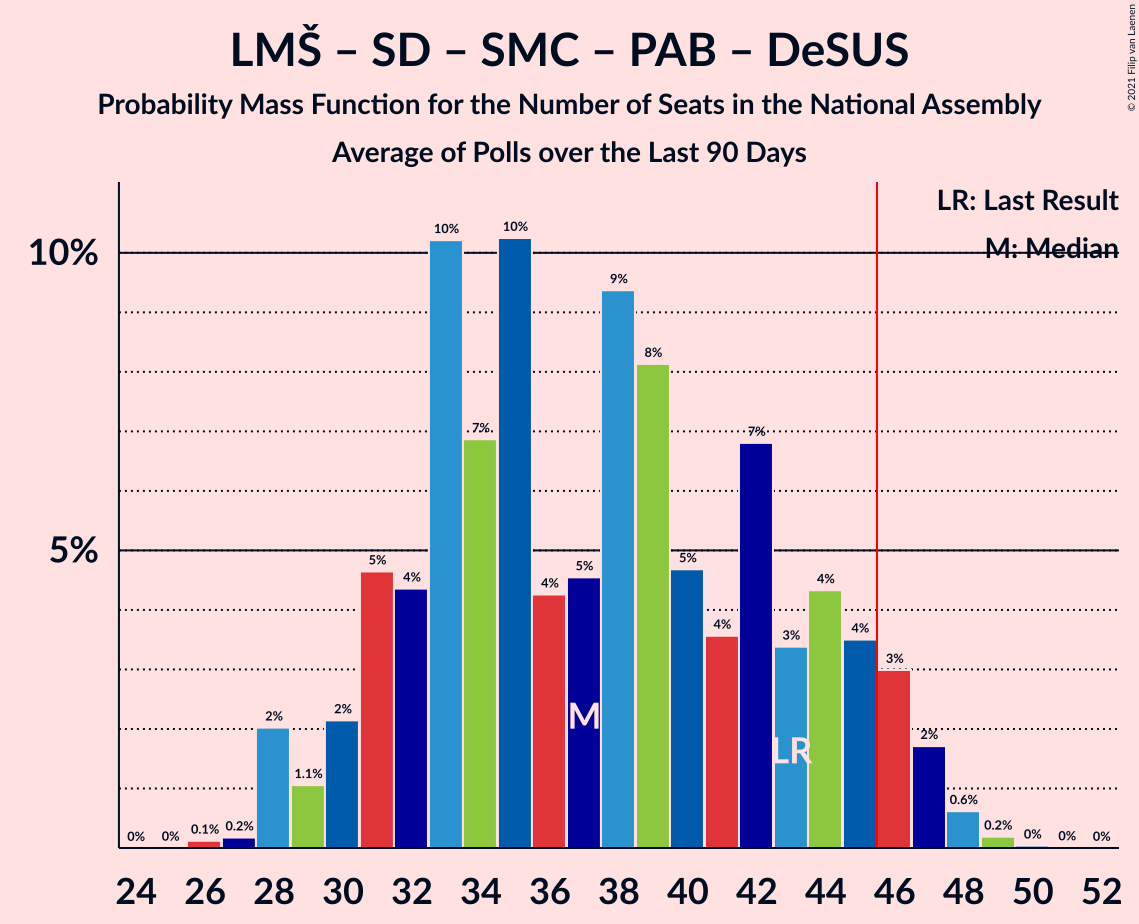 LMŠ – SD – SMC – PAB – DeSUS
Probability Mass Function for the Number of Seats in the National Assembly
Average of Polls over the Last 90 Days
© 2021 Filip van Laenen
LR: Last Result
M: Median
10%
5%
0% 0% 0.1% 0.2% 2% 1.1% 2% 5% 4% 10% 7% 10% 4% 5% 9% 8% 5% 4% 7% 3% 4% 4% 3% 2% 0.6% 0.2% 0% 0% 0%
M
LR
24 26 28 30 32 34 36 38 40 42 44 46 48 50 52